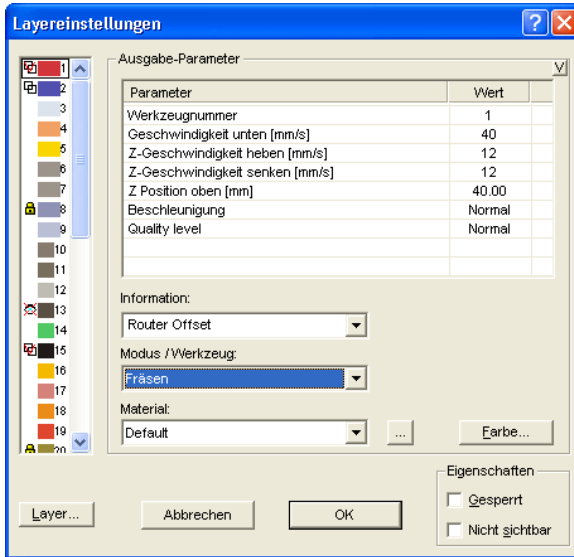 Layereinstellungen
Ausgabe-Parameter
V
Parameter Wert
Werkzeugnummer 1
Geschwindigkeit unten [mm/s] 40
Z-Geschwindigkeit heben [mm/s] 12
Z-Geschwindigkeit senken [mm/s] 12
Z Position oben [mm] 40.00
Beschleunigung Normal
Quality level Normal
1
2
3
4
5
6
7
8
9
10
11
12
13
14
15
16
17
18
19
20
Information:
Router Offset
Modus / Werkzeug:
Fräsen
Material:
Default
...
Farbe...
Eigenschaften
Gesperrt
Nicht sichtbar
Layer...
Abbrechen
OK